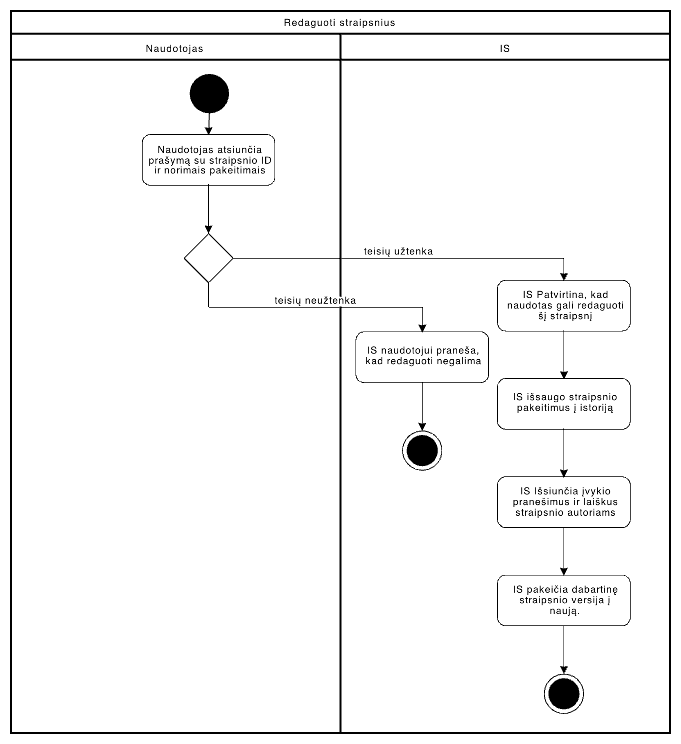 Redaguoti straipsnius
Naudotojas
IS
Naudotojas atsiunčia
prašymą su straipsnio ID
ir norimais pakeitimais
teisių užtenka
IS Patvirtina, kad
naudotas gali redaguoti
šį straipsnį
teisių neužtenka
IS naudotojui praneša,
kad redaguoti negalima
IS išsaugo straipsnio
pakeitimus į istoriją
IS Išsiunčia įvykio
pranešimus ir laiškus
straipsnio autoriams
IS pakeičia dabartinę
straipsnio versija į
naują.